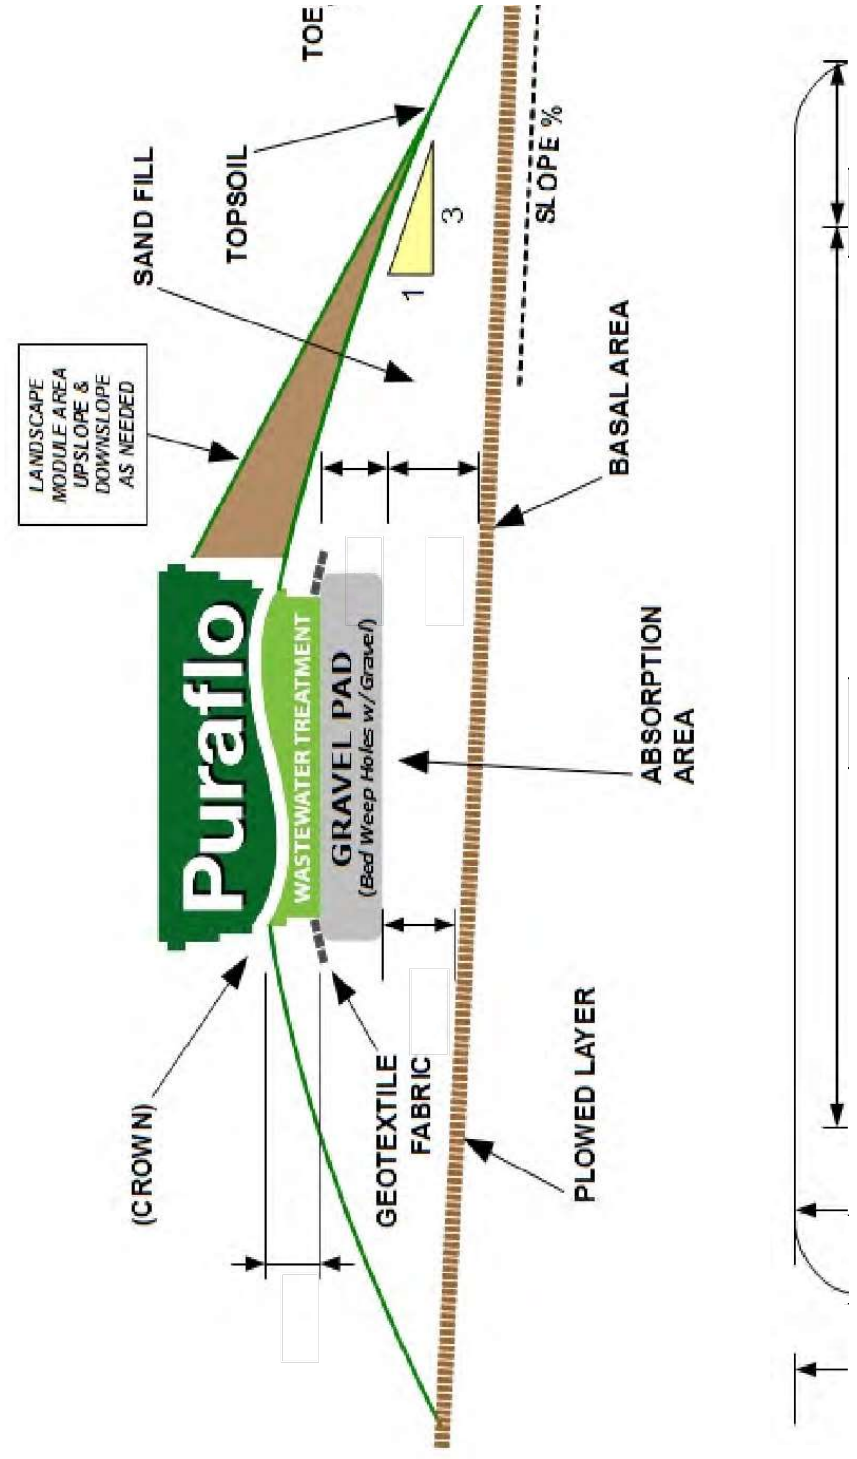 (CROWN)
LANDSCAPE
MODULE AREA
UPSLOPE &
DOWNSLOPE
AS NEEDED
SAND FILL
TOPSOIL
TOE
Puraflo
WASTEWATER TREATMENT
GRAVEL PAD
(Bed Weep Holes w/Gravel)
1
3
GEOTEXTILE
FABRIC
SLOPE %
PLOWED LAYER
ABSORPTION
AREA
BASAL AREA